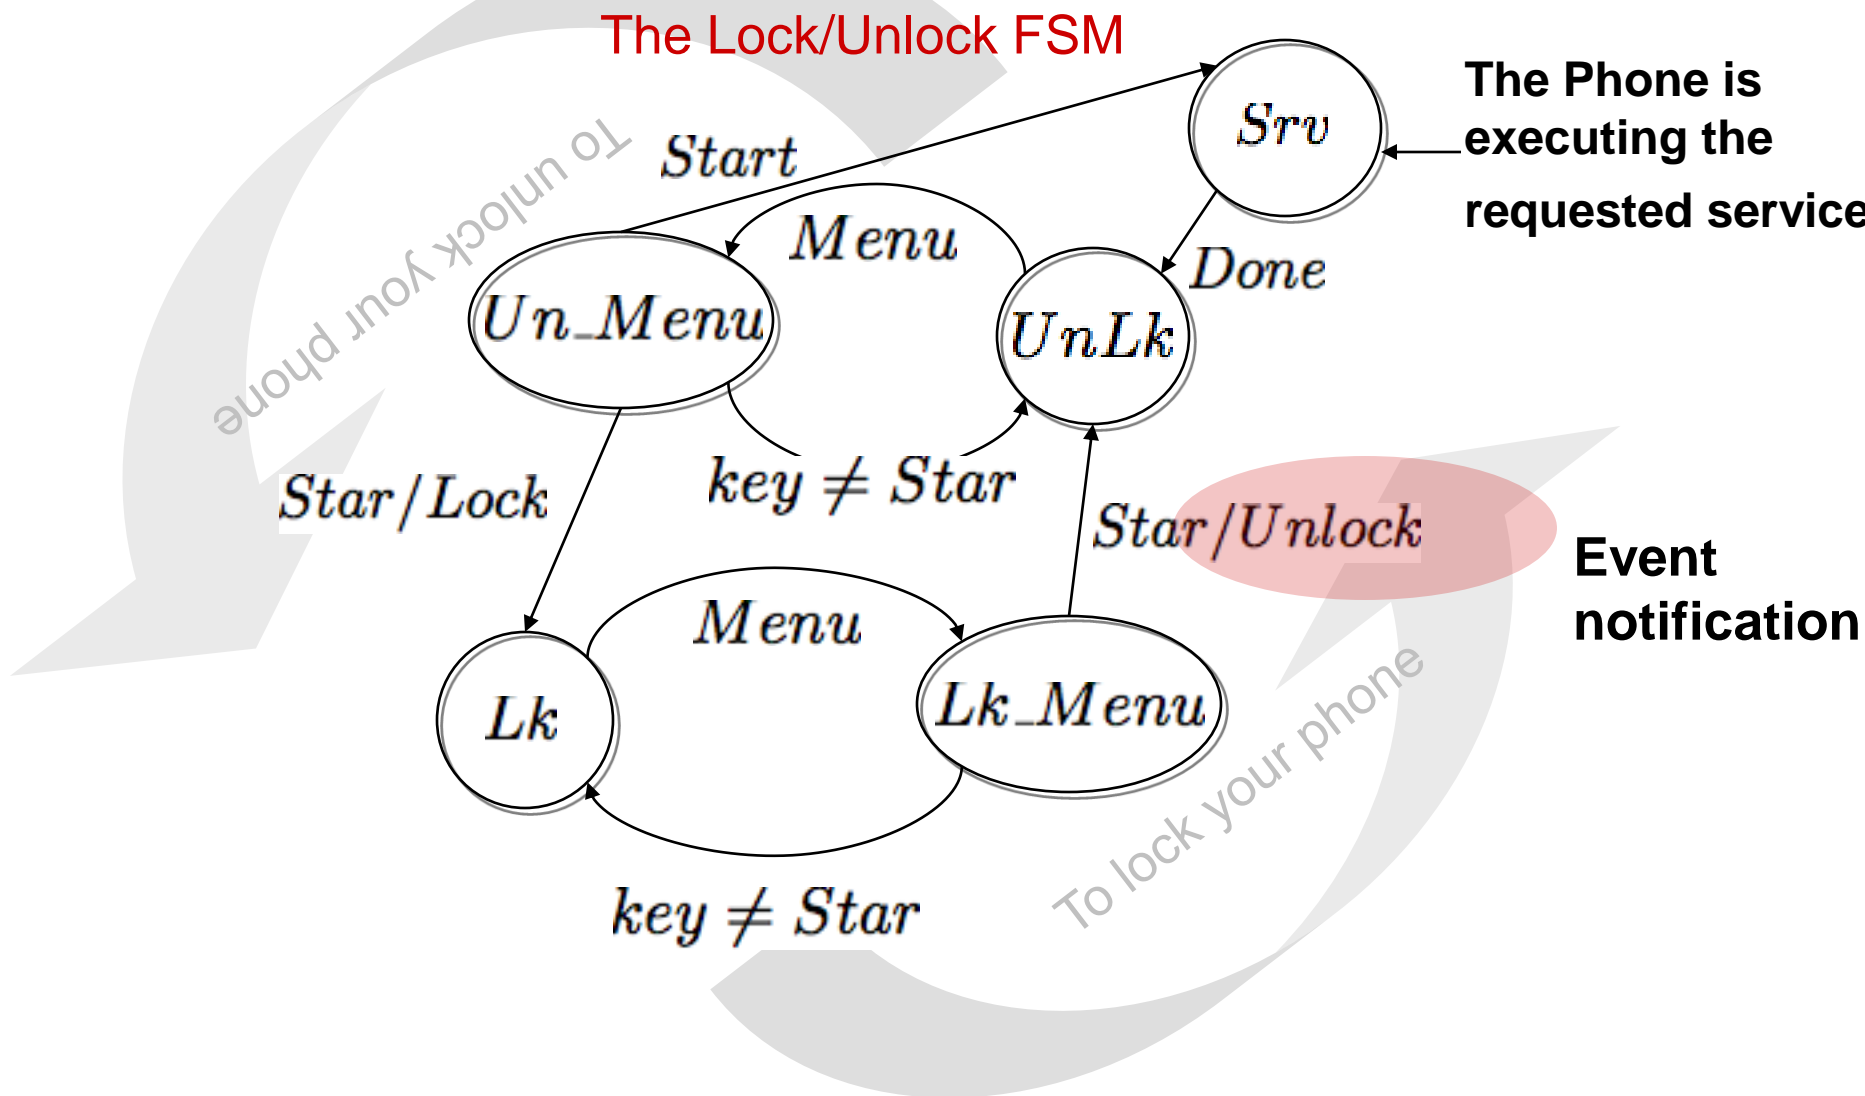 The Lock/Unlock FSM
Srv
The Phone is
executing the
requested service
Start
To unlock your phone
Menu
Done
Un_Menu
UnLk
key ≠ Star
Star/Lock
Star/Unlock
Event
notification
Menu
Lk
Lk_Menu
To lock your phone
key ≠ Star